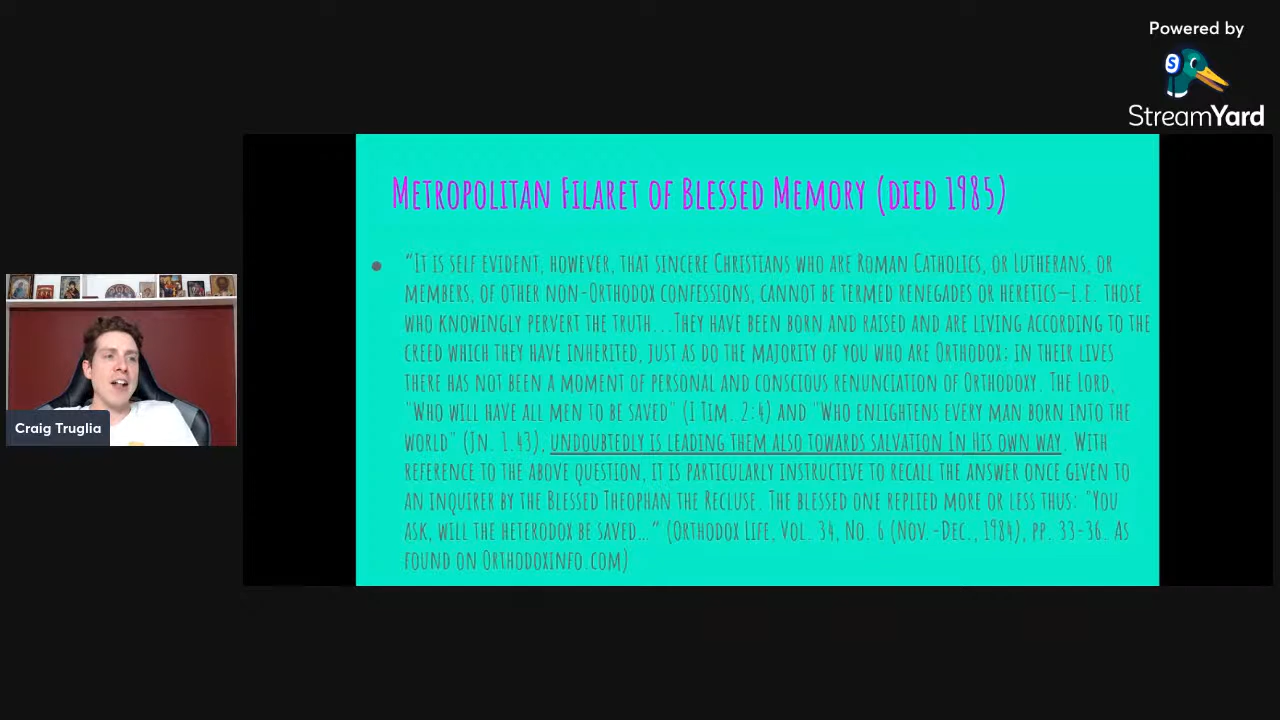 Powered by
StreamYard
METROPOLITAN FILARET OF BLESSED MEMORY (DIED 1985)
● "IT IS SELF EVIDENT, HOWEVER, THAT SINCERE CHRISTIANS WHO ARE ROMAN CATHOLICS, OR LUTHERANS, OR
MEMBERS, OF OTHER NON-ORTHODOX CONFESSIONS, CANNOT BE TERMED RENEGADES OR HERETICS—I.E. THOSE
WHO KNOWINGLY PERVERT THE TRUTH...THEY HAVE BEEN BORN AND RAISED AND ARE LIVING ACCORDING TO THE
CREED WHICH THEY HAVE INHERITED, JUST AS DO THE MAJORITY OF YOU WHO ARE ORTHODOX; IN THEIR LIVES
THERE HAS NOT BEEN A MOMENT OF PERSONAL AND CONSCIOUS RENUNCIATION OF ORTHODOXY. THE LORD,
"WHO WILL HAVE ALL MEN TO BE SAVED" (I TIM. 2:4) AND "WHO ENLIGHTENS EVERY MAN BORN INTO THE
WORLD" (JN. 1.43), UNDOUBTEDLY IS LEADING THEM ALSO TOWARDS SALVATION IN HIS OWN WAY. WITH
REFERENCE TO THE ABOVE QUESTION, IT IS PARTICULARLY INSTRUCTIVE TO RECALL THE ANSWER ONCE GIVEN TO
AN INQUIRER BY THE BLESSED THEOPHAN THE RECLUSE. THE BLESSED ONE REPLIED MORE OR LESS THUS: "YOU
ASK, WILL THE HETERODOX BE SAVED..." (ORTHODOX LIFE, VOL. 34, NO. 6 (NOV.-DEC., 1984), PP. 33-36. AS
FOUND ON ORTHODOXINFO.COM)
Craig Truglia